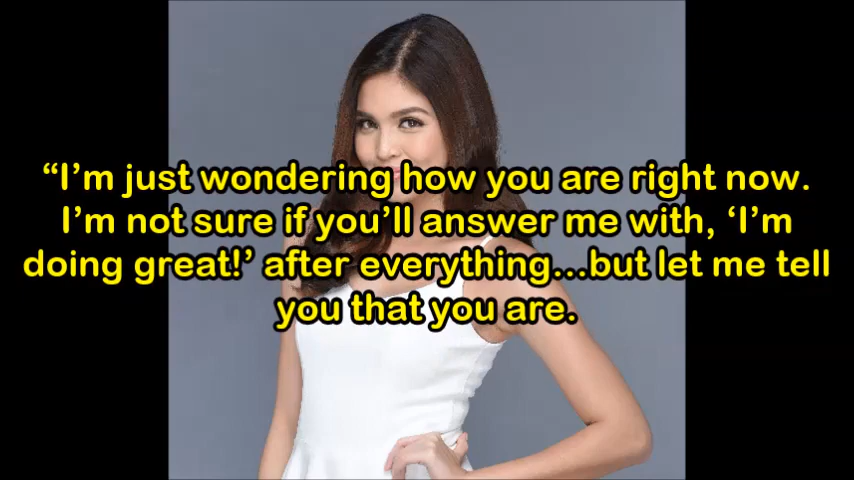 “I’m just wondering how you are right now.
I’m not sure if you’ll answer me with, ‘I’m
doing great!’ after everything...but let me tell
you that you are.